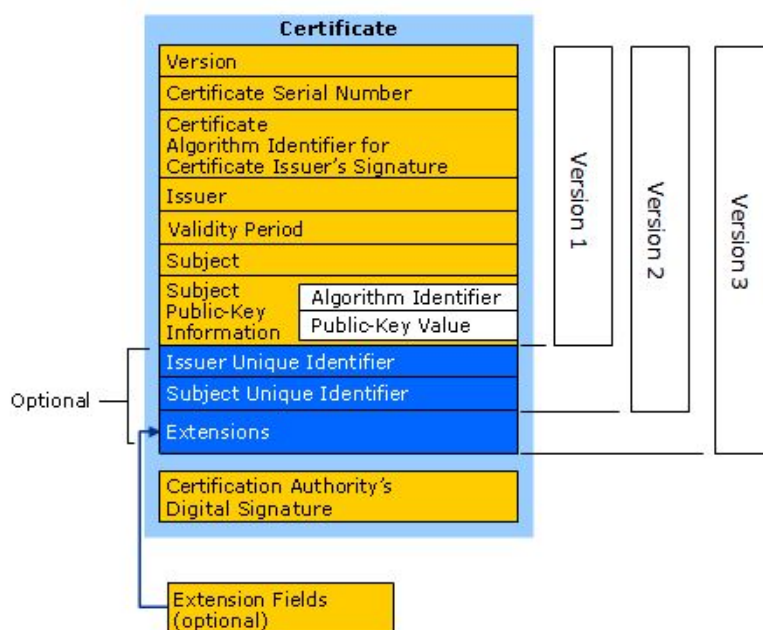 Certificate
Version
Certificate Serial Number
Certificate
Algorithm Identifier for
Certificate Issuer's Signature
Issuer
Validity Period
Subject
Subject
Public-Key
Information
Algorithm Identifier
Public-Key Value
Issuer Unique Identifier
Subject Unique Identifier
Extensions
Optional
Certification Authority's
Digital Signature
Extension Fields
(optional)
Version 1
Version 2
Version 3